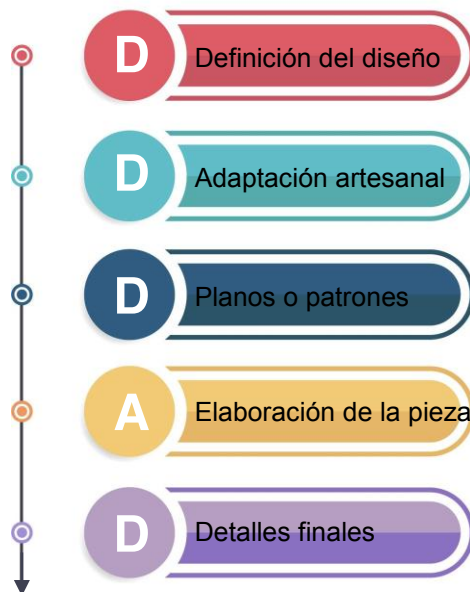 D Definición del diseño
D Adaptación artesanal
D Planos o patrones
A Elaboración de la pieza
D Detalles finales